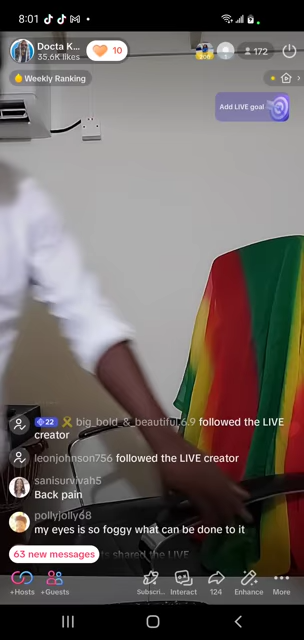 8:01
Docta K...
35.6K likes
10
172
Weekly Ranking
Add LIVE goal
22 big_bold_&_beautiful,6.9 followed the LIVE
creator
leonjohnson756 followed the LIVE creator
sanisurvivah5
Back pain
pollyjolly68
my eyes is so foggy what can be done to it
63 new messages
shared the LIVE
+Hosts
+Guests
Subscri...
Interact
124
Enhance
More